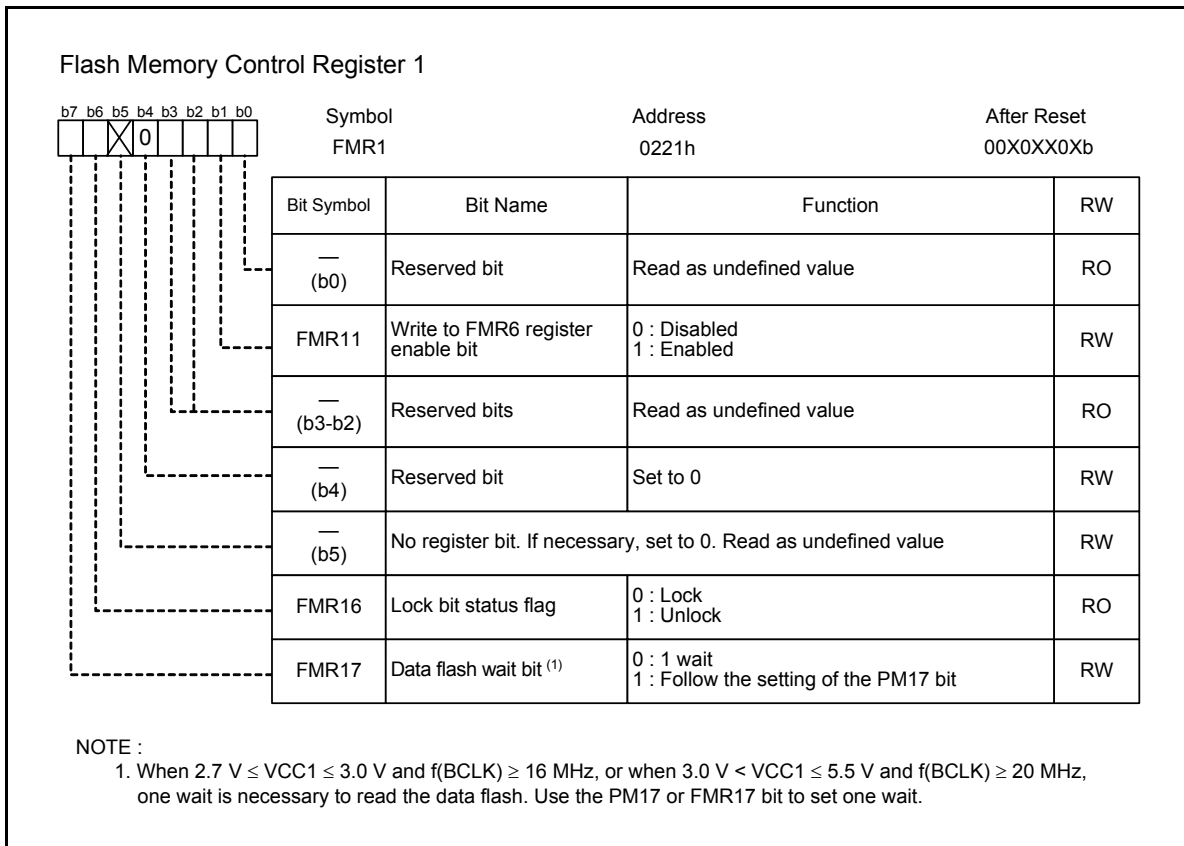 Flash Memory Control Register 1
b7 b6 b5 b4 b3 b2 b1 b0
0
Symbol Address After Reset
FMR1 0221h 00X0XX0Xb
Bit Symbol Bit Name Function RW
—
(b0) Reserved bit Read as undefined value RO
FMR11 Write to FMR6 register
enable bit 0 : Disabled
1 : Enabled RW
—
(b3-b2) Reserved bits Read as undefined value RO
—
(b4) Reserved bit Set to 0 RW
—
(b5) No register bit. If necessary, set to 0. Read as undefined value RW
FMR16 Lock bit status flag 0 : Lock
1 : Unlock RO
FMR17 Data flash wait bit (1) 0 : 1 wait
1 : Follow the setting of the PM17 bit RW
NOTE :
1. When 2.7 V ≤ VCC1 ≤ 3.0 V and f(BCLK) ≥ 16 MHz, or when 3.0 V < VCC1 ≤ 5.5 V and f(BCLK) ≥ 20 MHz,
one wait is necessary to read the data flash. Use the PM17 or FMR17 bit to set one wait.